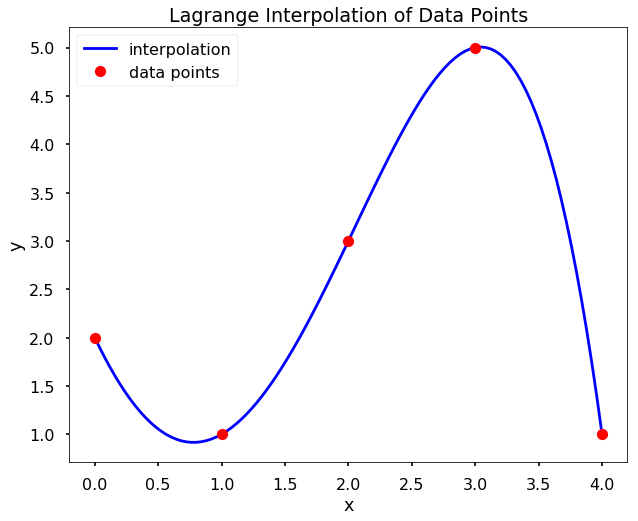 Lagrange Interpolation of Data Points
interpolation
data points
5.0
4.5
4.0
3.5
3.0
2.5
2.0
1.5
1.0
y
0.0 0.5 1.0 1.5 2.0 2.5 3.0 3.5 4.0
x